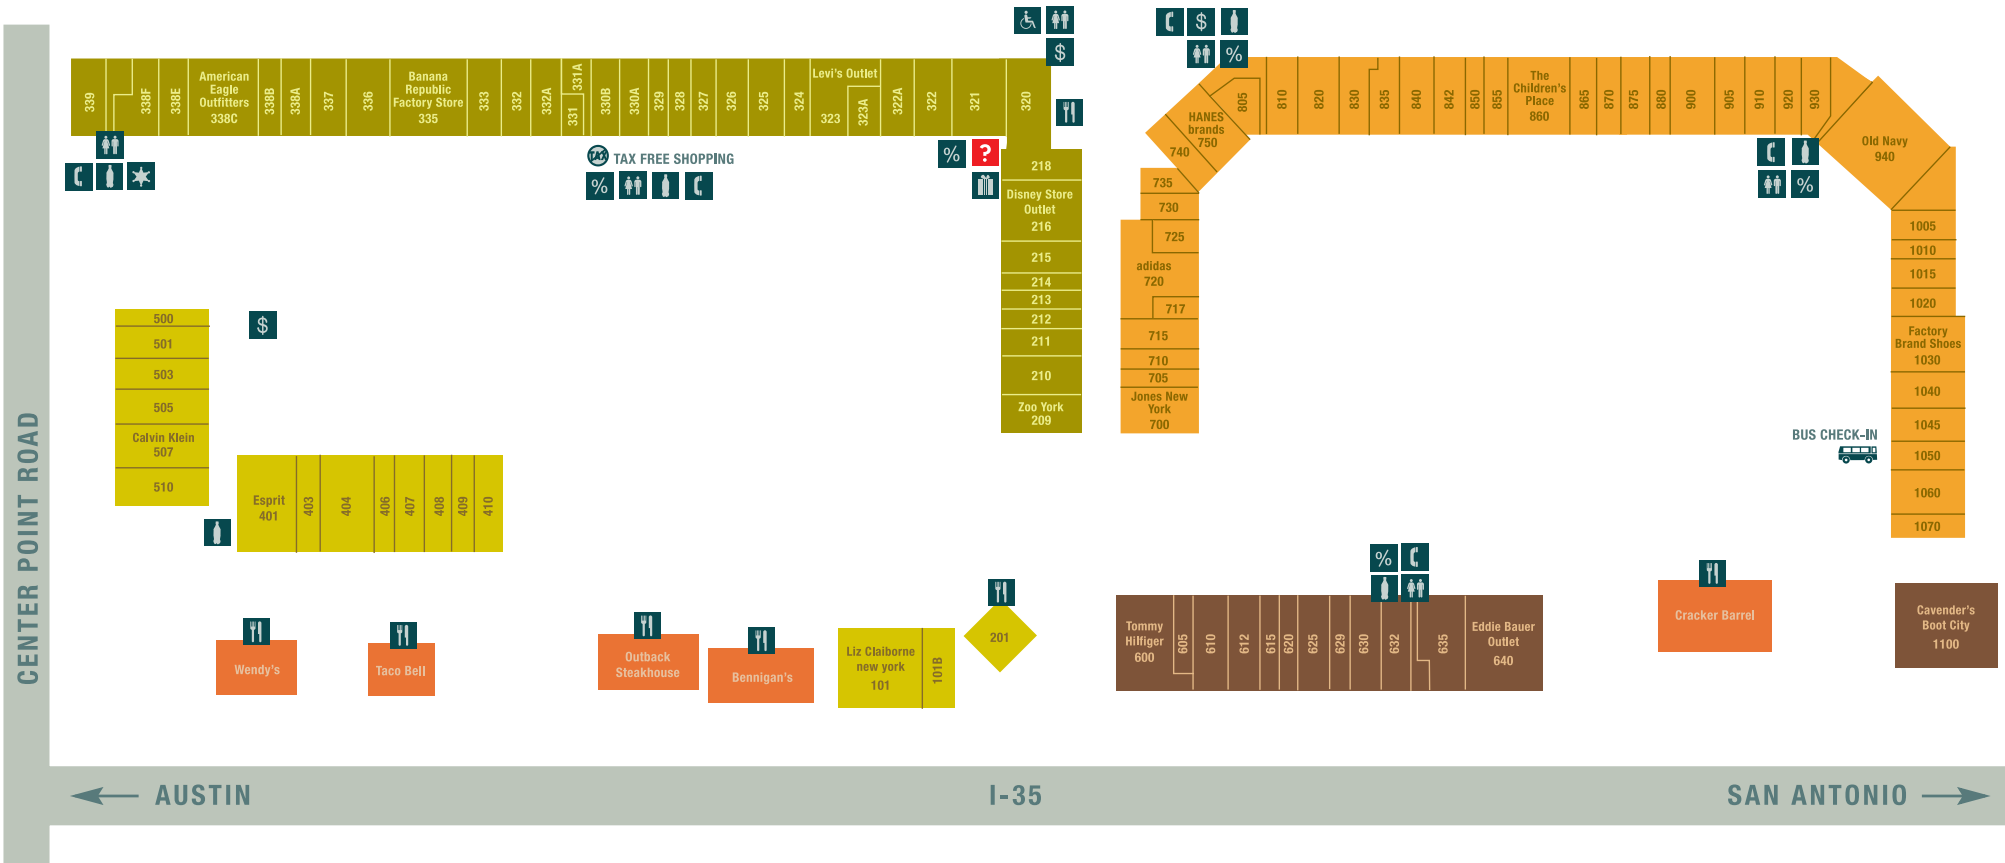 339
338F
338E
American
Eagle
Outfitters
338C
338B
338A
337
336
Banana
Republic
Factory Store
335
333
332
332A
331A
331
330B
330A
329
328
327
326
325
324
Levi's Outlet
323
323A
322A
322
321
320
$
%
?
TAX
TAX FREE SHOPPING
%
218
Disney Store
Outlet
216
215
214
213
212
211
210
Zoo York
209
$
%
HANES
brands
750
740
735
730
725
adidas
720
717
715
710
705
Jones New
York
700
805
810
820
830
835
840
842
850
855
The
Children's
Place
860
865
870
875
880
900
905
910
920
930
%
Old Navy
940
1005
1010
1015
1020
Factory
Brand Shoes
1030
1040
1045
1050
1060
1070
BUS CHECK-IN
500
501
503
505
Calvin Klein
507
510
$
Esprit
401
403
404
406
407
408
409
410
Wendy's
Taco Bell
Outback
Steakhouse
Bennigan's
Liz Claiborne
new york
101
101B
201
%
Tommy
Hilfiger
600
605
610
612
615
620
625
629
630
632
635
Eddie Bauer
Outlet
640
Cracker Barrel
Cavender's
Boot City
1100
CENTER POINT ROAD
AUSTIN
I-35
SAN ANTONIO